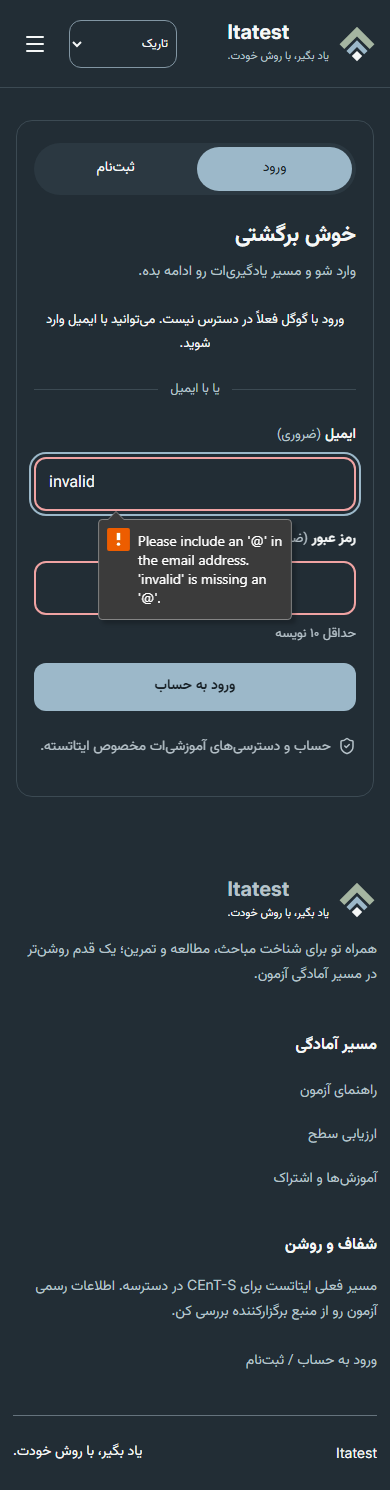 Itatest
یاد بگیر، با روش خودت.
تاریک
ورود
ثبت‌نام
خوش برگشتی
وارد شو و مسیر یادگیری‌ات رو ادامه بده.
ورود با گوگل فعلاً در دسترس نیست. می‌توانید با ایمیل وارد
شوید.
یا با ایمیل
ایمیل (ضروری)
invalid
رمز عبور
Please include an '@' in
the email address.
'invalid' is missing an
'@'.
حداقل ۱۰ نویسه
ورود به حساب
حساب و دسترسی‌های آموزشی‌ات مخصوص ایتاتسته.
Itatest
یاد بگیر، با روش خودت.
همراه تو برای شناخت مباحث، مطالعه و تمرین؛ یک قدم روشن‌تر
در مسیر آمادگی آزمون.
مسیر آمادگی
راهنمای آزمون
ارزیابی سطح
آموزش‌ها و اشتراک
شفاف و روشن
مسیر فعلی ایتاتست برای CEnT-S در دسترسه. اطلاعات رسمی
آزمون رو از منبع برگزارکننده بررسی کن.
ورود به حساب / ثبت‌نام
Itatest
یاد بگیر، با روش خودت.